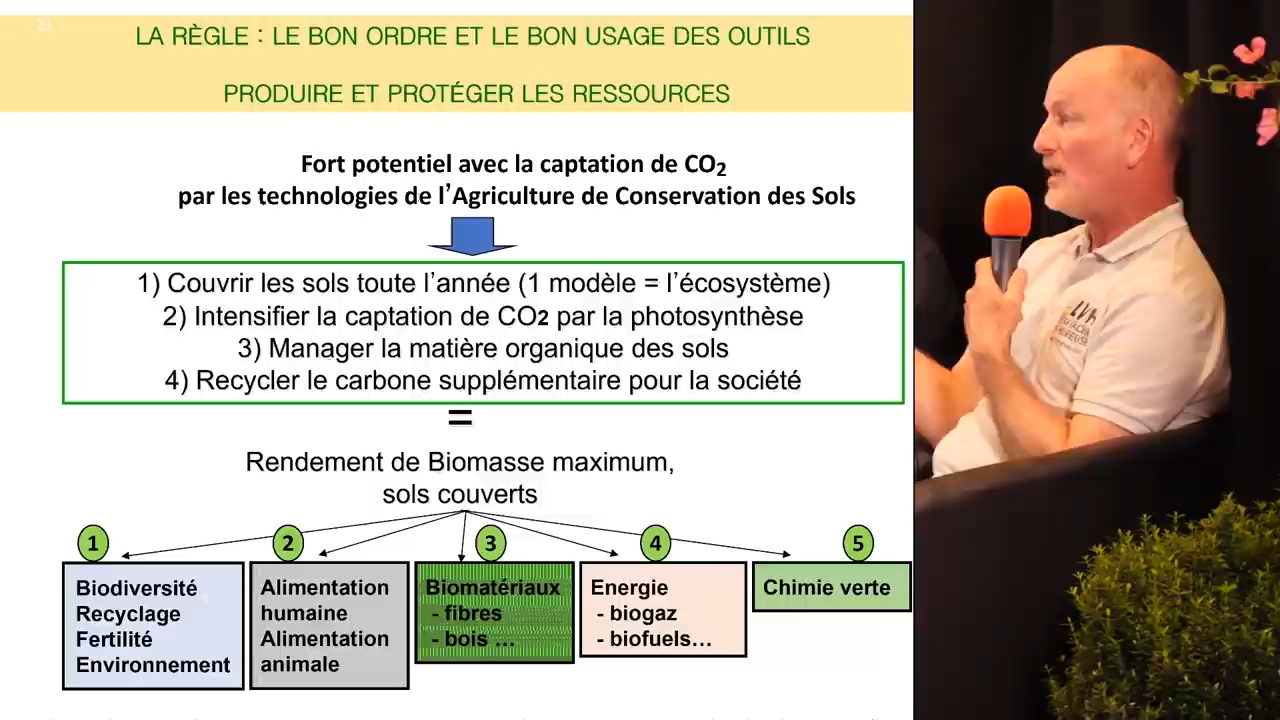 21
LA RÈGLE : LE BON ORDRE ET LE BON USAGE DES OUTILS
PRODUIRE ET PROTÉGER LES RESSOURCES
Fort potentiel avec la captation de CO2
par les technologies de l'Agriculture de Conservation des Sols
1) Couvrir les sols toute l'année (1 modèle = l'écosystème)
2) Intensifier la captation de CO2 par la photosynthèse
3) Manager la matière organique des sols
4) Recycler le carbone supplémentaire pour la société
=
Rendement de Biomasse maximum,
sols couverts
1
Biodiversité
Recyclage
Fertilité
Environnement
2
Alimentation
humaine
Alimentation
animale
3
Biomatériaux
- fibres
- bois ...
4
Energie
- biogaz
- biofuels...
5
Chimie verte
LVH